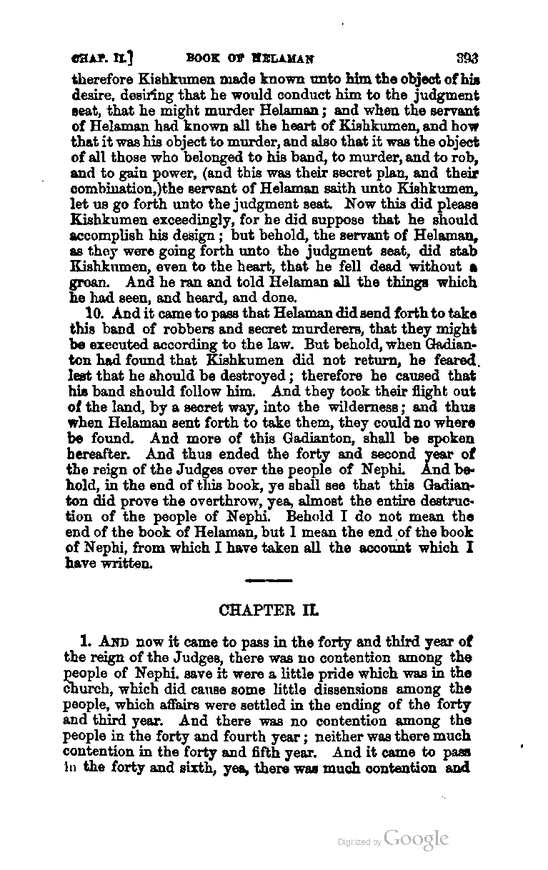 CHAP. II.] BOOK OF HELAMAN 393
therefore Kishkumen made known unto him the object of his
desire, desiring that he would conduct him to the judgment
seat, that he might murder Helaman; and when the servant
of Helaman had known all the heart of Kishkumen, and how
that it was his object to murder, and also that it was the object
of all those who belonged to his band, to murder, and to rob,
and to gain power, (and this was their secret plan, and their
combination,)the servant of Helaman saith unto Kishkumen,
let us go forth unto the judgment seat. Now this did please
Kishkumen exceedingly, for he did suppose that he should
accomplish his design; but behold, the servant of Helaman,
as they were going forth unto the judgment seat, did stab
Kishkumen, even to the heart, that he fell dead without a
groan. And he ran and told Helaman all the things which
he had seen, and heard, and done.
10. And it came to pass that Helaman did send forth to take
this band of robbers and secret murderers, that they might
be executed according to the law. But behold, when Gadian-
ton had found that Kishkumen did not return, he feared
lest that he should be destroyed; therefore he caused that
his band should follow him. And they took their flight out
of the land, by a secret way, into the wilderness; and thus
when Helaman sent forth to take them, they could no where
be found. And more of this Gadianton, shall be spoken
hereafter. And thus ended the forty and second year of
the reign of the Judges over the people of Nephi. And be-
hold, in the end of this book, ye shall see that this Gadian-
ton did prove the overthrow, yea, almost the entire destruc-
tion of the people of Nephi. Behold I do not mean the
end of the book of Helaman, but I mean the end of the book
of Nephi, from which I have taken all the account which I
have written.
CHAPTER II.
1. AND now it came to pass in the forty and third year of
the reign of the Judges, there was no contention among the
people of Nephi. save it were a little pride which was in the
church, which did cause some little dissensions among the
people, which affairs were settled in the ending of the forty
and third year. And there was no contention among the
people in the forty and fourth year; neither was there much
contention in the forty and fifth year. And it came to pass
in the forty and sixth, yea, there was much contention and
Digitized by Google